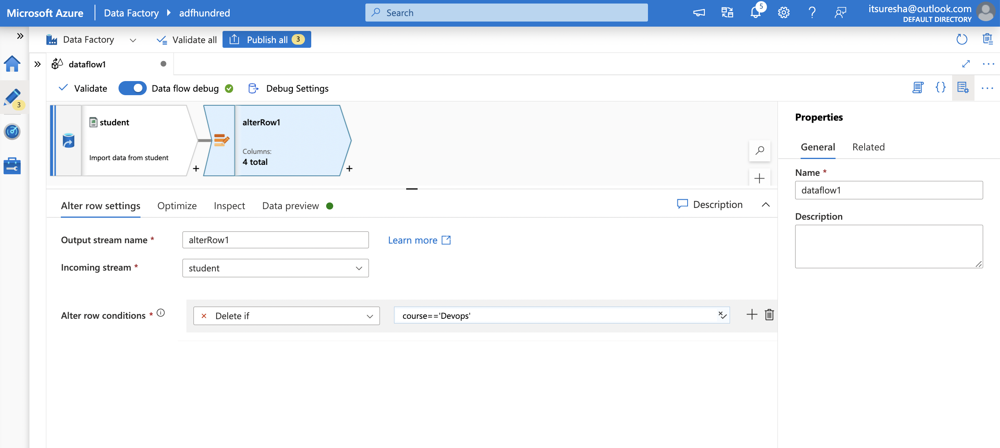 Microsoft Azure
Data Factory
adfhundred
Search
5
itsuresha@outlook.com
DEFAULT DIRECTORY
Data Factory
Validate all
Publish all 3
dataflow1
Validate
Data flow debug
Debug Settings
{}
3
student
Import data from student
CSV
+
alterRow1
Columns:
4 total
+
Properties
General
Related
Name *
dataflow1
Description
Alter row settings
Optimize
Inspect
Data preview
Description
Output stream name *
alterRow1
Learn more
Incoming stream *
student
Alter row conditions *
Delete if
course=='Devops'